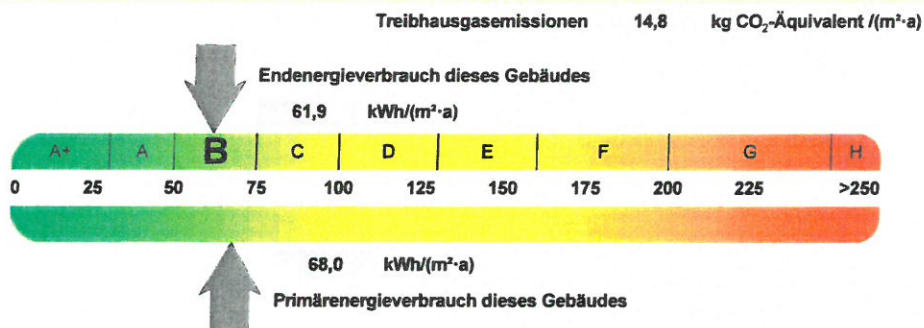 Treibhausgasemissionen 14,8 kg CO₂-Äquivalent /(m²·a)
Endenergieverbrauch dieses Gebäudes
61,9 kWh/(m²·a)
A+ A B C D E F G H
0 25 50 75 100 125 150 175 200 225 >250
68,0 kWh/(m²·a)
Primärenergieverbrauch dieses Gebäudes